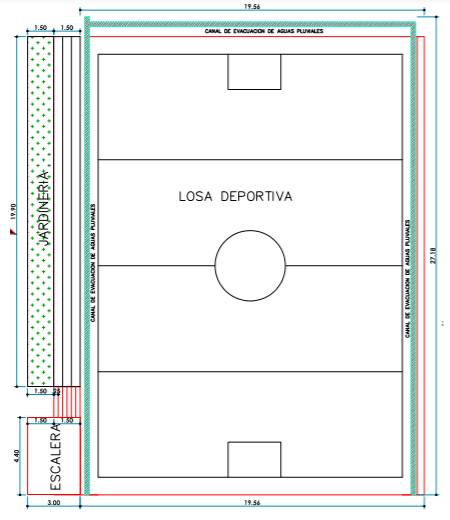 19.56
1.50
1.50
CANAL DE EVACUACION DE AGUAS PLUVIALES
JARDINERIA
19.90
LOSA DEPORTIVA
CANAL DE EVACUACION DE AGUAS PLUVIALES
CANAL DE EVACUACION DE AGUAS PLUVIALES
27.18
1.50
.25
1.50
1.50
4.40
ESCALERA
3.00
19.56